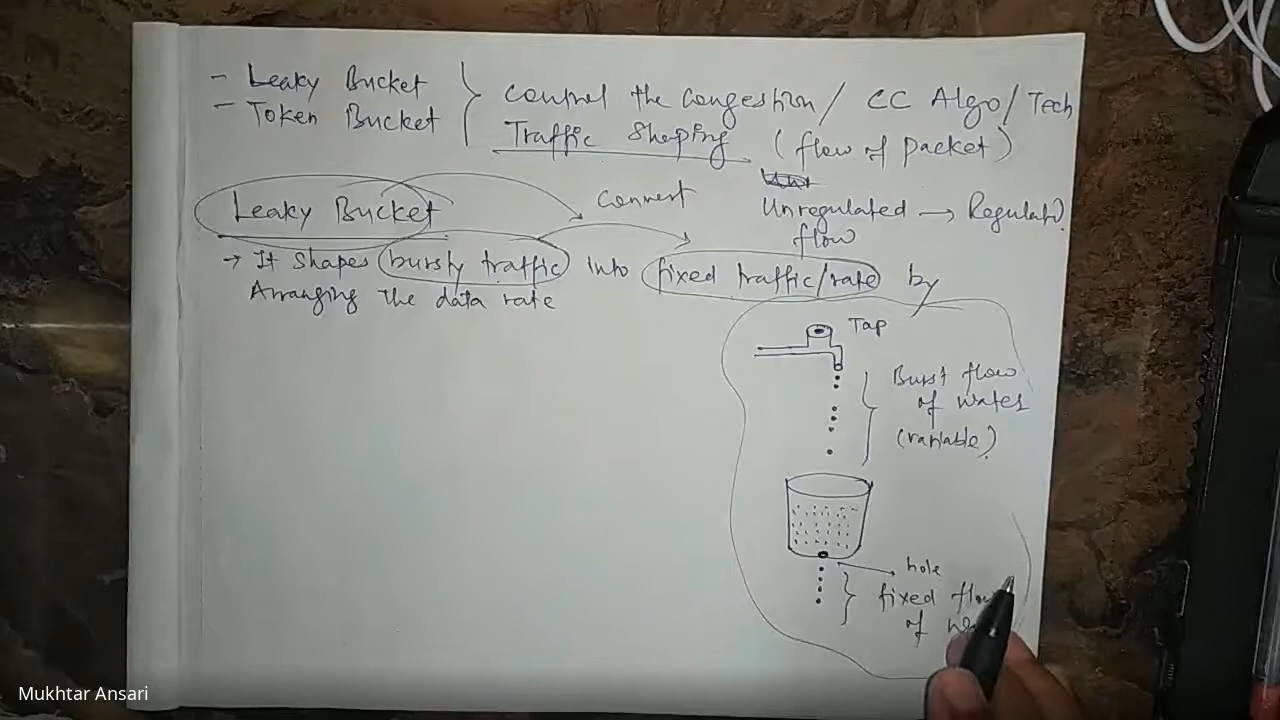 - Leaky Bucket
- Token Bucket
Control the Congestion / CC Algo / Tech
Traffic Shaping (flow of packet)
Leaky Bucket
Convert
Unregulated → Regulated
flow
→ It shapes bursty traffic into fixed traffic/rate by
Arranging the data rate
Tap
Burst flow
of water
(variable)
hole
fixed
of
Mukhtar Ansari